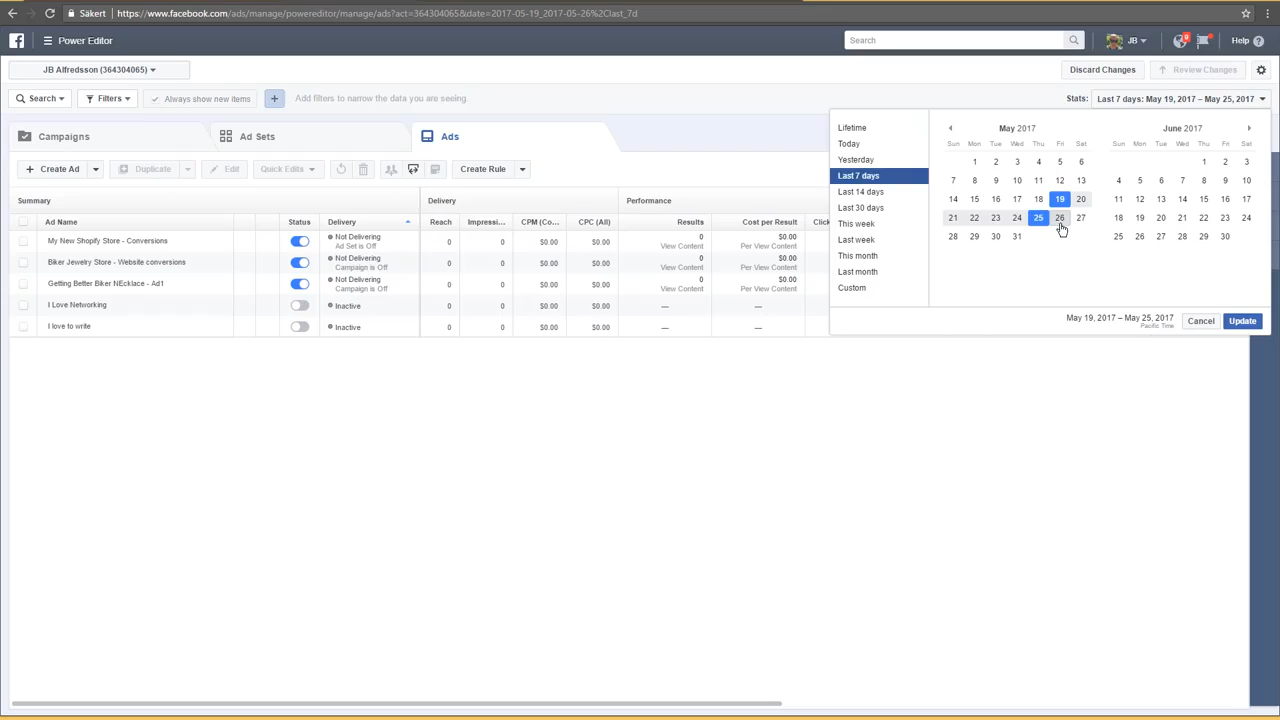 Säkert https://www.facebook.com/ads/manage/powereditor/manage/ads?act=364304065&date=2017-05-19_2017-05-26%2Clast_7d
Power Editor
Search
JB
9
Help
JB Alfredsson (364304065)
Discard Changes
Review Changes
Search
Filters
Always show new items
+
Add filters to narrow the data you are seeing.
Stats:
Last 7 days: May 19, 2017 – May 25, 2017
Campaigns
Ad Sets
Ads
+ Create Ad
Duplicate
Edit
Quick Edits
Create Rule
Summary
Delivery
Performance
Ad Name
Status
Delivery
Reach
Impressi...
CPM (Co...
CPC (All)
Results
Cost per Result
Click
My New Shopify Store - Conversions
Not Delivering
Ad Set is Off
0
0
$0.00
$0.00
0
View Content
$0.00
Per View Content
Biker Jewelry Store - Website conversions
Not Delivering
Campaign is Off
0
0
$0.00
$0.00
0
View Content
$0.00
Per View Content
Getting Better Biker NEcklace - Ad1
Not Delivering
Campaign is Off
0
0
$0.00
$0.00
0
View Content
$0.00
Per View Content
I Love Networking
Inactive
0
0
$0.00
$0.00
—
—
I love to write
Inactive
0
0
$0.00
$0.00
—
—
Lifetime
Today
Yesterday
Last 7 days
Last 14 days
Last 30 days
This week
Last week
This month
Last month
Custom
May 2017
Sun Mon Tue Wed Thu Fri Sat
1 2 3 4 5 6
7 8 9 10 11 12 13
14 15 16 17 18 19 20
21 22 23 24 25 26 27
28 29 30 31
June 2017
Sun Mon Tue Wed Thu Fri Sat
1 2 3
4 5 6 7 8 9 10
11 12 13 14 15 16 17
18 19 20 21 22 23 24
25 26 27 28 29 30
May 19, 2017 – May 25, 2017
Pacific Time
Cancel
Update